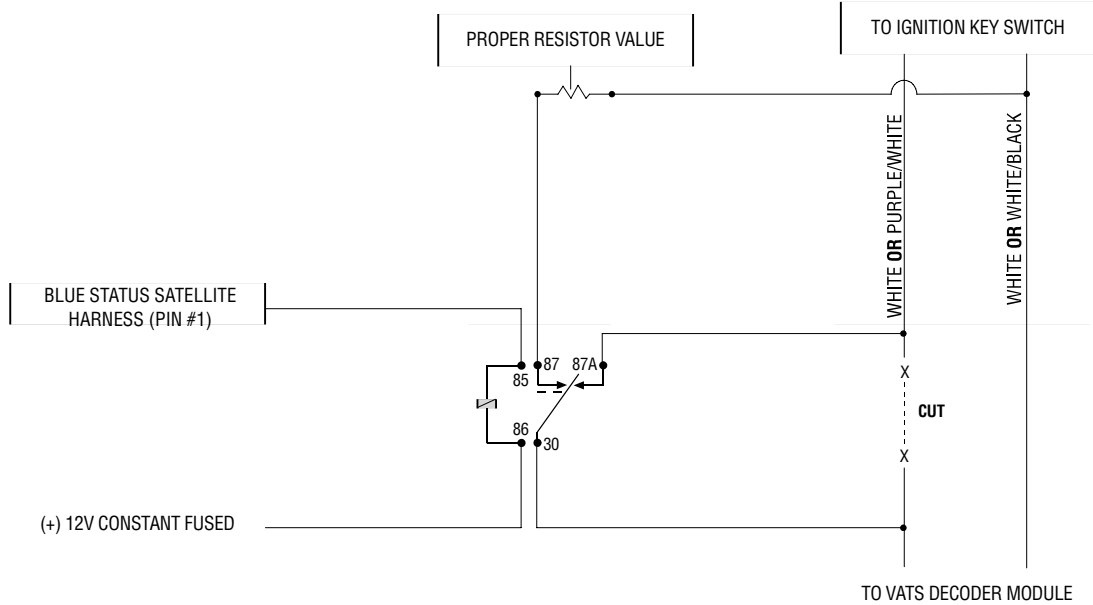 PROPER RESISTOR VALUE
TO IGNITION KEY SWITCH
WHITE OR PURPLE/WHITE
WHITE OR WHITE/BLACK
BLUE STATUS SATELLITE
HARNESS (PIN #1)
87
87A
85
X
CUT
86
30
X
(+) 12V CONSTANT FUSED
TO VATS DECODER MODULE